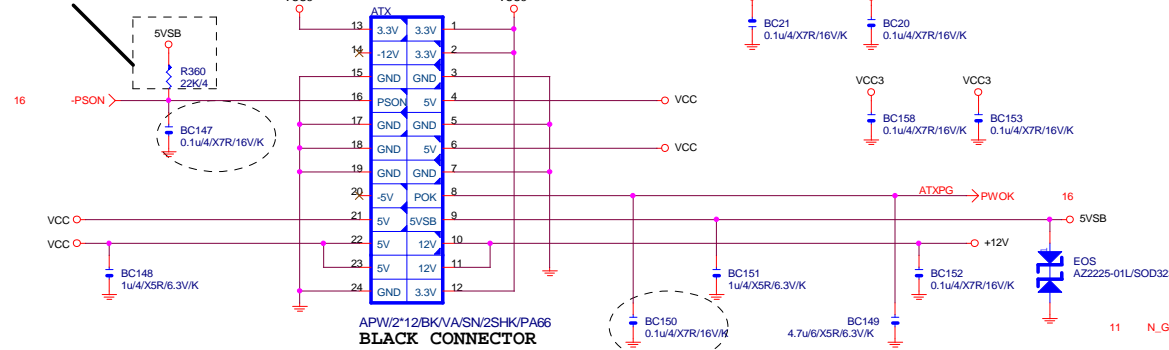 ATX
5VSB
R360
22K/4
16
-PSON
BC147
0.1u/4/X7R/16V/K
13 3.3V 3.3V 1
14 -12V 3.3V 2
15 GND GND 3
16 PSON 5V 4
17 GND GND 5
18 GND 5V 6
19 GND GND 7
20 -5V POK 8
21 5V 5VSB 9
22 5V 12V 10
23 5V 12V 11
24 GND 3.3V 12
VCC
VCC
VCC
VCC
BC148
1u/4/X5R/6.3V/K
APW/2*12/BK/VA/SN/2SHK/PA66
BLACK CONNECTOR
BC21
0.1u/4/X7R/16V/K
BC20
0.1u/4/X7R/16V/K
VCC3
VCC3
BC158
0.1u/4/X7R/16V/K
BC153
0.1u/4/X7R/16V/K
ATXPG
PWOK
16
5VSB
+12V
BC151
1u/4/X5R/6.3V/K
BC152
0.1u/4/X7R/16V/K
EOS
AZ2225-01L/SOD32
BC150
0.1u/4/X7R/16V/K
BC149
4.7u/6/X5R/6.3V/K
11 N_G